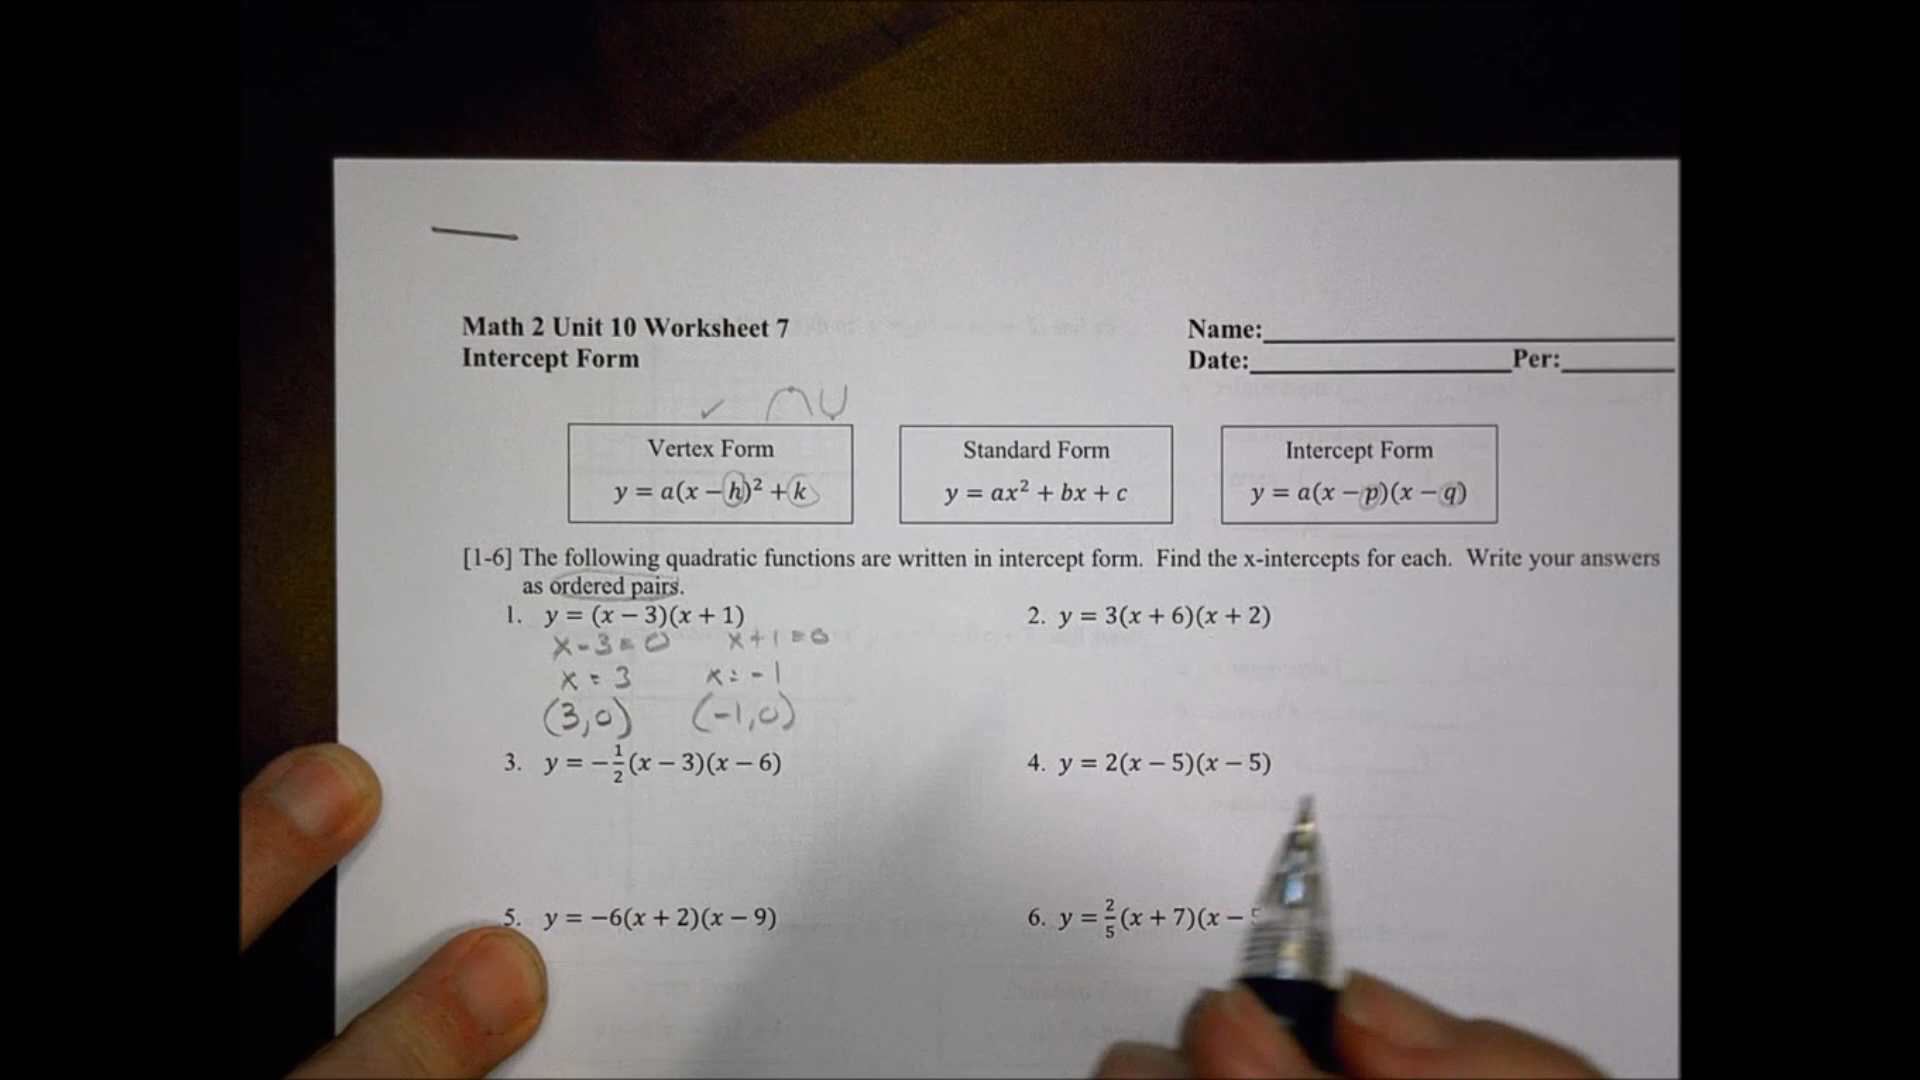 Math 2 Unit 10 Worksheet 7
Name:
Intercept Form
Date: Per:
Vertex Form
y = a(x – h)² + k
Standard Form
y = ax² + bx + c
Intercept Form
y = a(x – p)(x – q)
[1-6] The following quadratic functions are written in intercept form. Find the x-intercepts for each. Write your answers
as ordered pairs.
1. y = (x – 3)(x + 1)
x - 3 = 0 x + 1 = 0
x = 3 x = -1
(3,0) (-1,0)
2. y = 3(x + 6)(x + 2)
3. y = –½(x – 3)(x – 6)
4. y = 2(x – 5)(x – 5)
5. y = –6(x + 2)(x – 9)
6. y = ⅖(x + 7)(x –